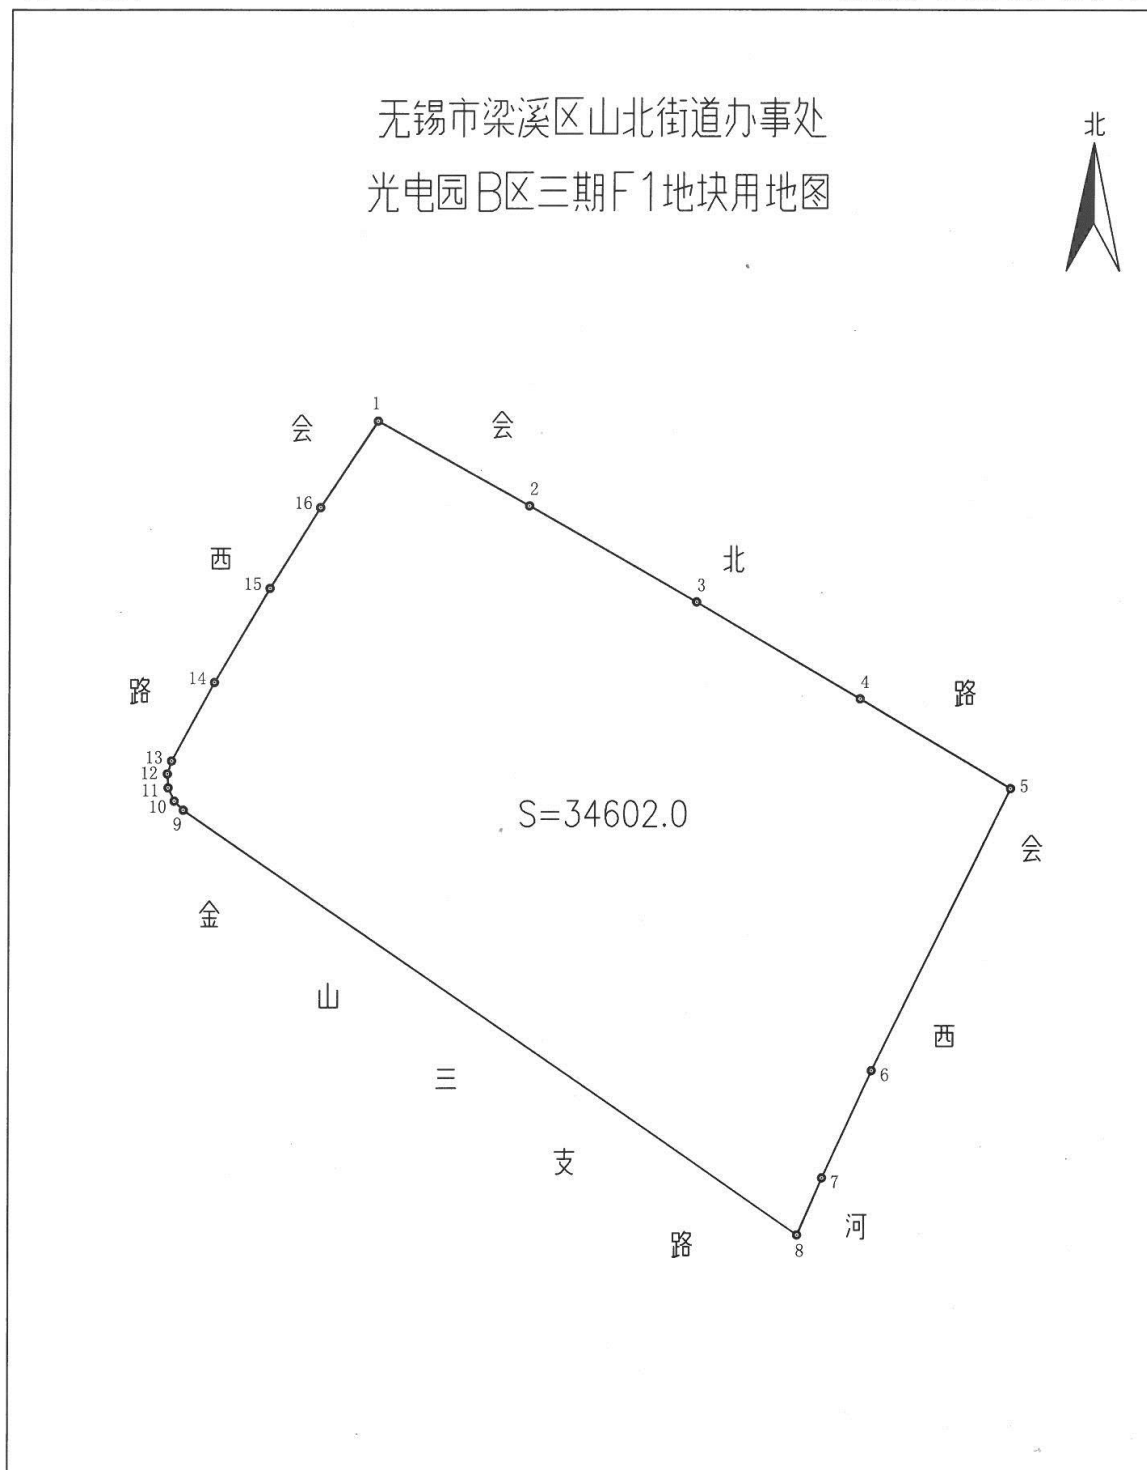 无锡市梁溪区山北街道办事处
光电园B区三期F1地块用地图
北
1
会
会
2
16
西
北
15
3
14
路
4
路
13
12
11
10
9
5
S=34602.0
会
金
山
西
三
6
支
7
河
路
8